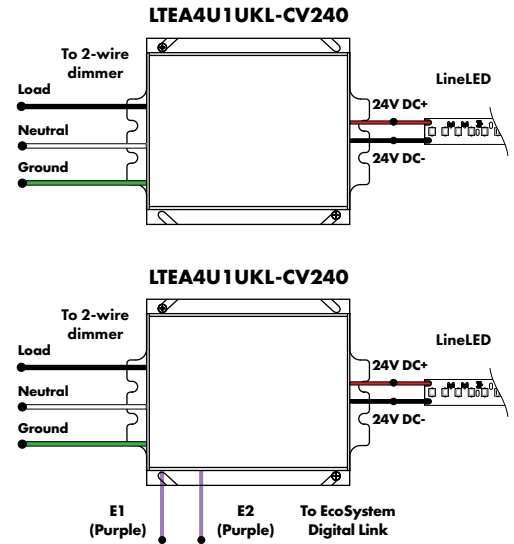 LTEA4U1UKL-CV240
To 2-wire
dimmer
Load
Neutral
Ground
LineLED
24V DC+
24V DC-
LTEA4U1UKL-CV240
To 2-wire
dimmer
Load
Neutral
Ground
LineLED
24V DC+
24V DC-
E1
(Purple)
E2
(Purple)
To EcoSystem
Digital Link